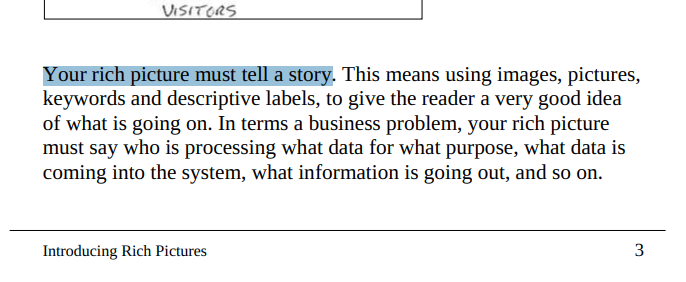 VISITORS
Your rich picture must tell a story. This means using images, pictures,
keywords and descriptive labels, to give the reader a very good idea
of what is going on. In terms a business problem, your rich picture
must say who is processing what data for what purpose, what data is
coming into the system, what information is going out, and so on.
Introducing Rich Pictures
3